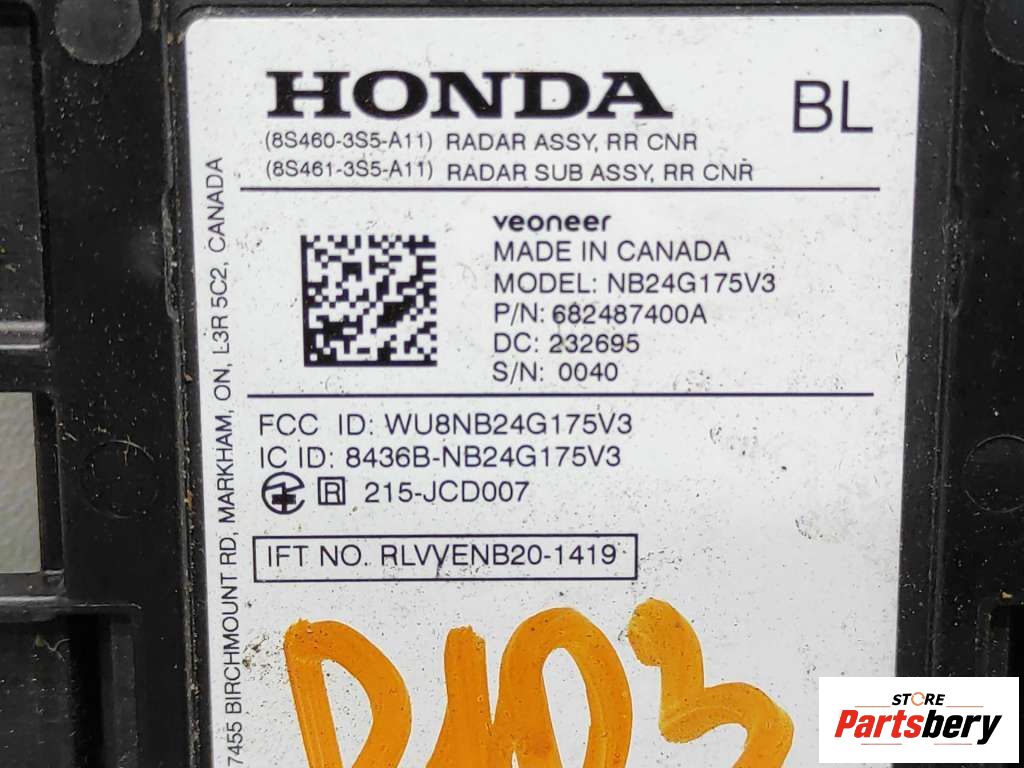 HONDA
BL
(8S460-3S5-A11) RADAR ASSY, RR CNR
(8S461-3S5-A11) RADAR SUB ASSY, RR CNR
veoneer
MADE IN CANADA
MODEL: NB24G175V3
P/N: 682487400A
DC: 232695
S/N: 0040
FCC ID: WU8NB24G175V3
IC ID: 8436B-NB24G175V3
R 215-JCD007
IFT NO. RLVVENB20-1419
7455 BIRCHMOUNT RD, MARKHAM, ON, L3R 5C2, CANADA
STORE
Partsbery